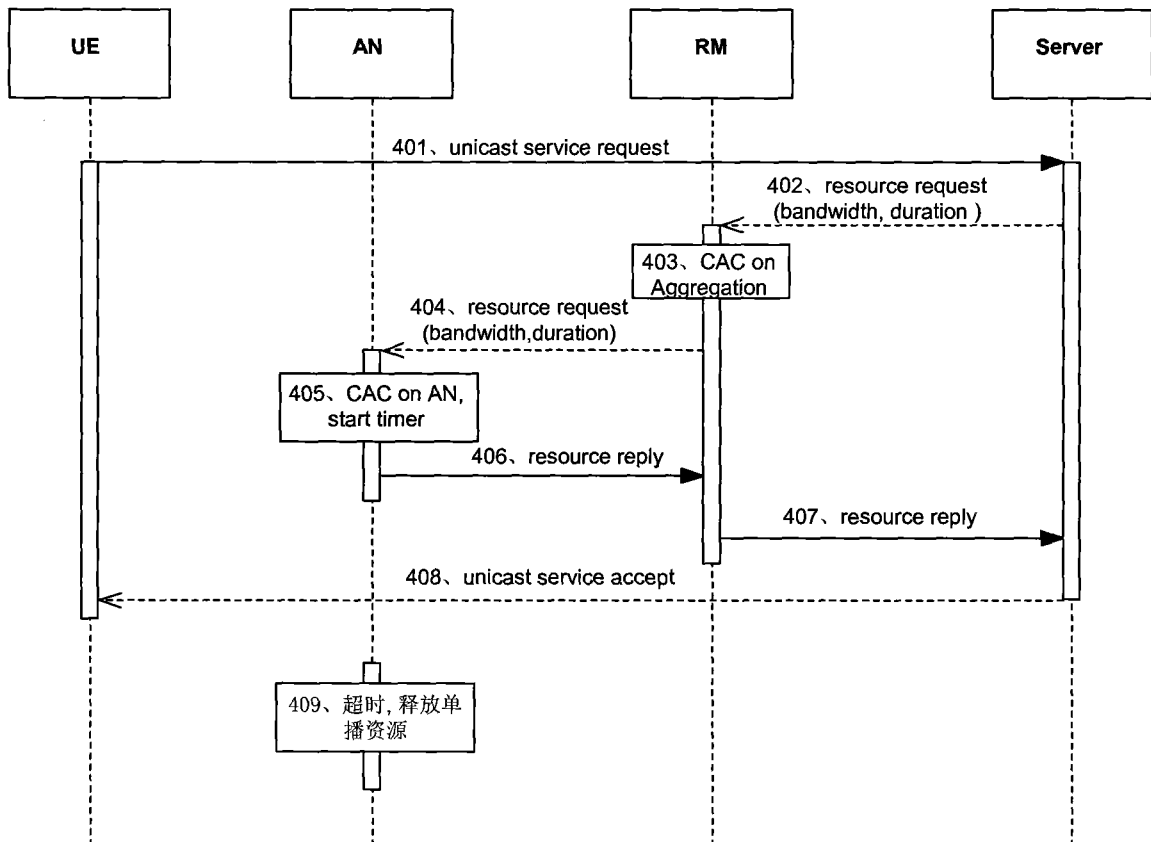 UE
AN
RM
Server
401、unicast service request
402、resource request
(bandwidth, duration )
403、CAC on
Aggregation
404、resource request
(bandwidth,duration)
405、CAC on AN,
start timer
406、resource reply
407、resource reply
408、unicast service accept
409、超时, 释放单
播资源